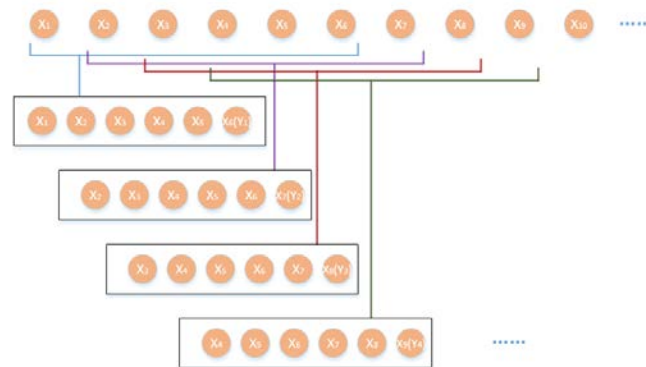 X1 X2 X3 X4 X5 X6 X7 X8 X9 X10 ......
X1 X2 X3 X4 X5 X6(Y1)
X2 X3 X4 X5 X6 X7(Y2)
X3 X4 X5 X6 X7 X8(Y3)
X4 X5 X6 X7 X8 X9(Y4) ......